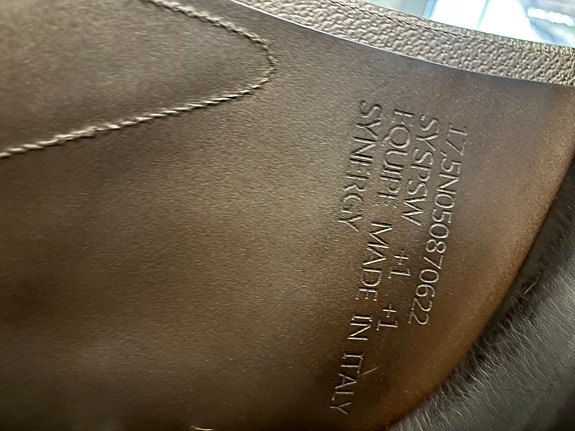 17.5N050870622
SYSPSW +1 +1
EQUIPE MADE IN ITALY
SYNERGY